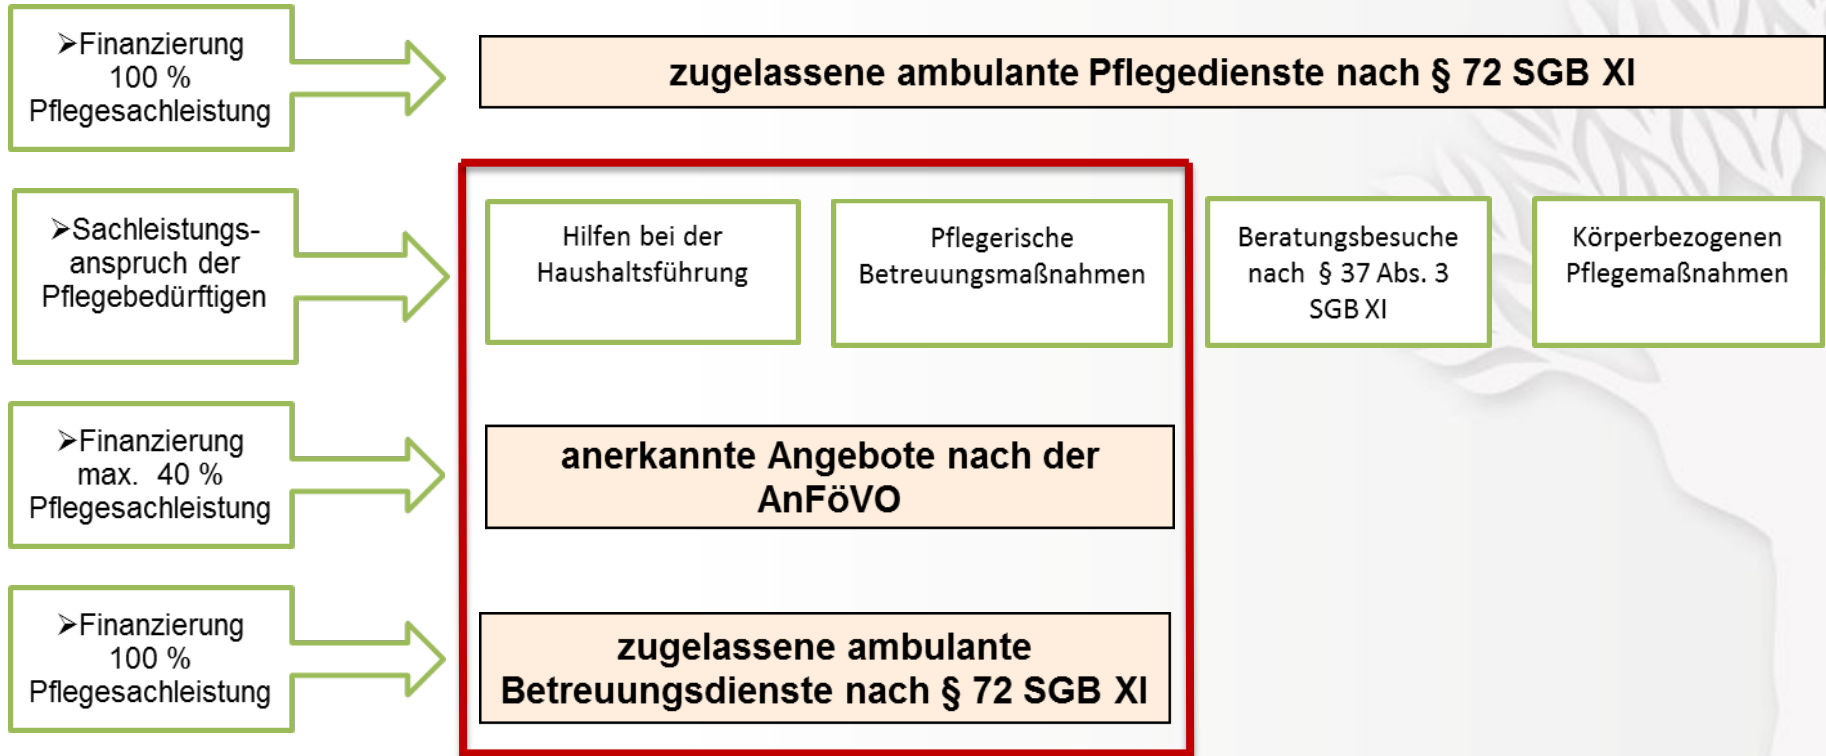 ➢Finanzierung
100 %
Pflegesachleistung
zugelassene ambulante Pflegedienste nach § 72 SGB XI
➢Sachleistungs-
anspruch der
Pflegebedürftigen
Hilfen bei der
Haushaltsführung
Pflegerische
Betreuungsmaßnahmen
Beratungsbesuche
nach § 37 Abs. 3
SGB XI
Körperbezogenen
Pflegemaßnahmen
➢Finanzierung
max. 40 %
Pflegesachleistung
anerkannte Angebote nach der
AnFöVO
➢Finanzierung
100 %
Pflegesachleistung
zugelassene ambulante
Betreuungsdienste nach § 72 SGB XI